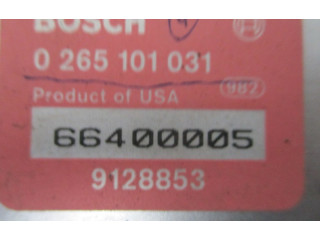 BOSCH
0 265 101 031
Product of USA 982
66400005
9128853